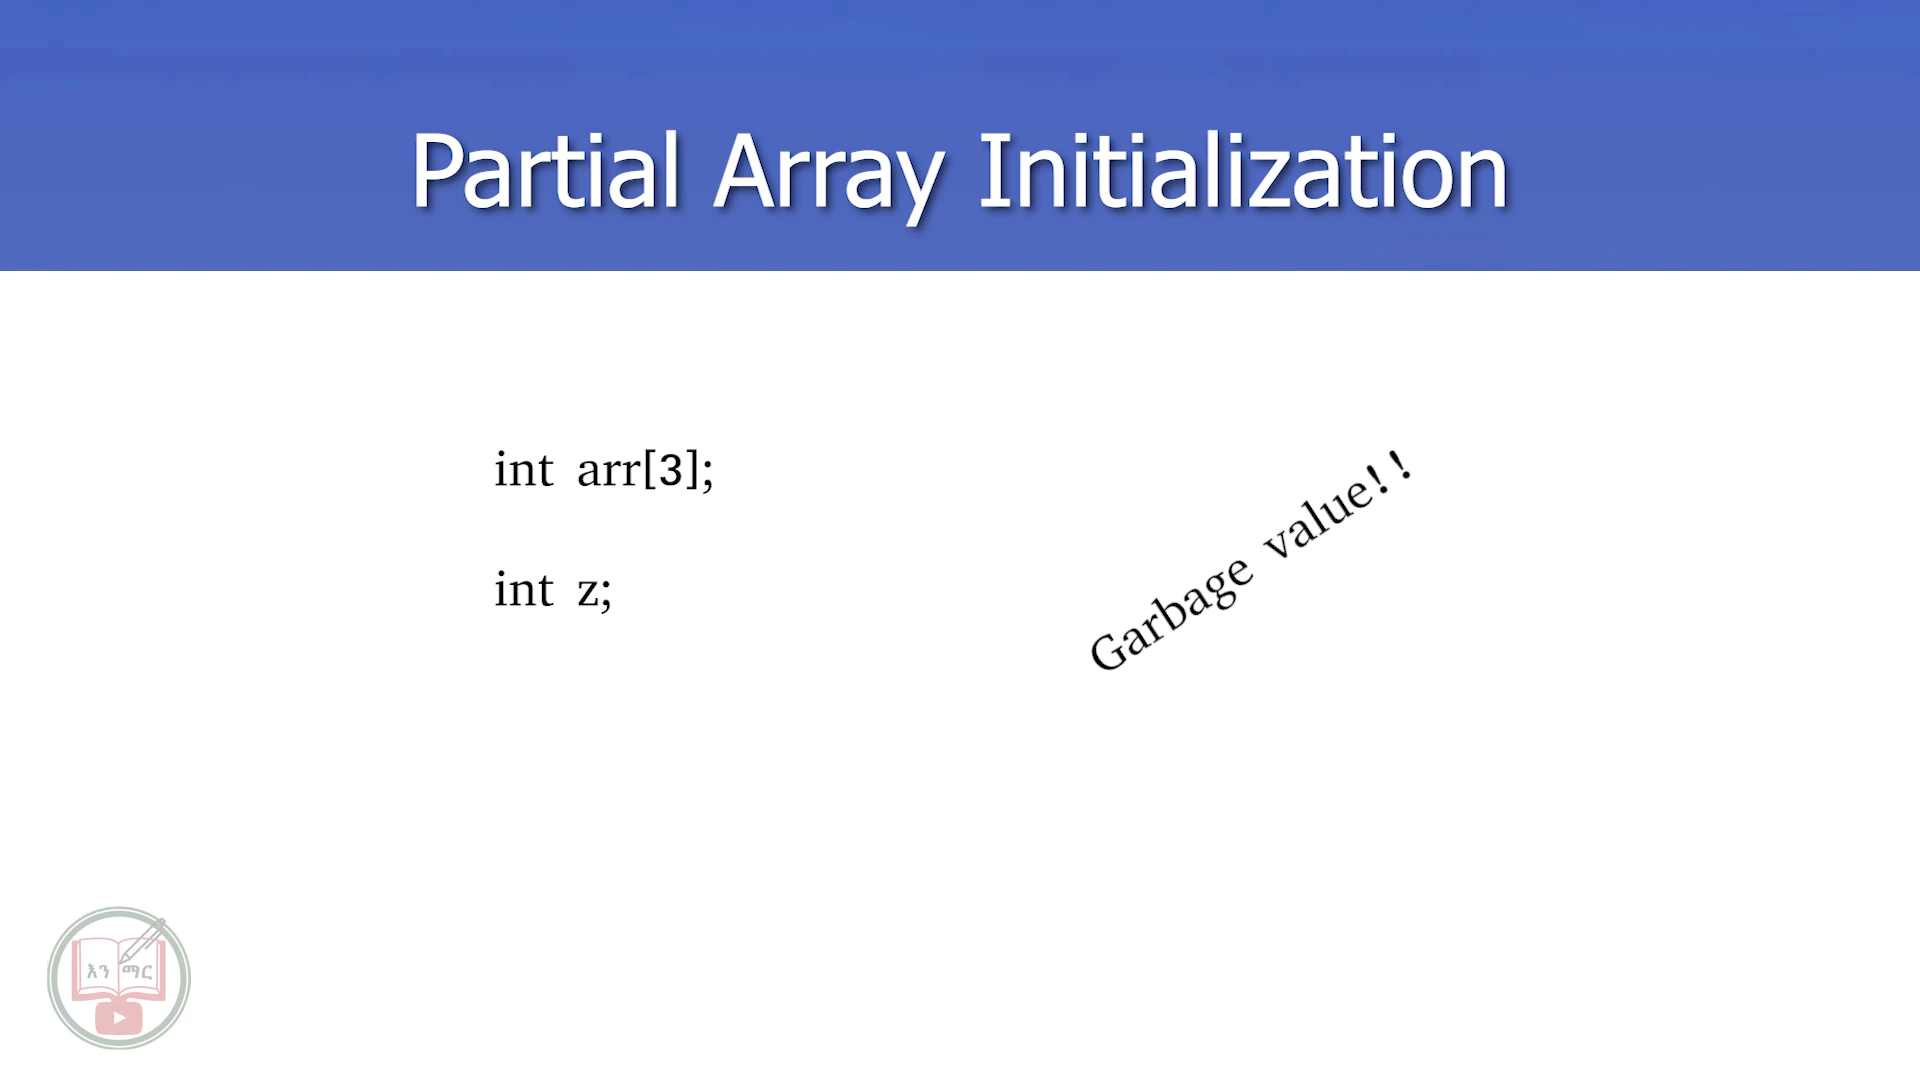 Partial Array Initialization
int arr[3];
int z;
Garbage value!!
እን ማር